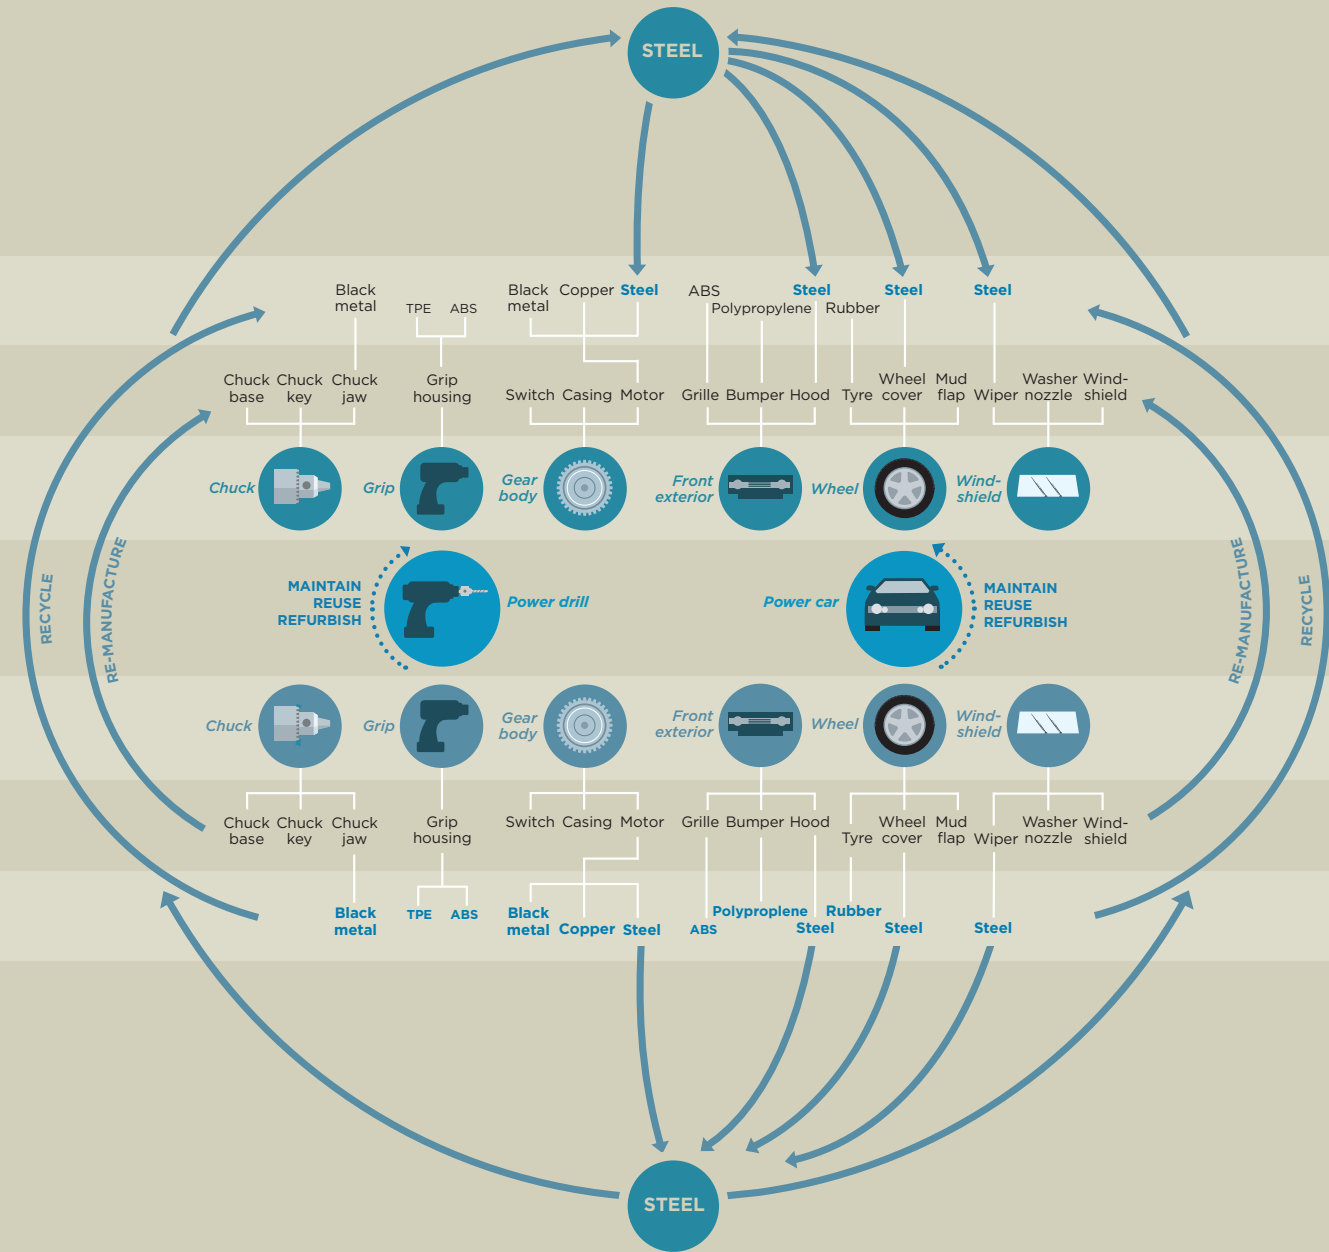 STEEL
Black
metal
TPE
ABS
Black
metal
Copper
Steel
ABS
Polypropylene
Steel
Rubber
Steel
Steel
Chuck
base
Chuck
key
Chuck
jaw
Grip
housing
Switch
Casing
Motor
Grille
Bumper
Hood
Tyre
Wheel
cover
Mud
flap
Wiper
Washer
nozzle
Wind-
shield
Chuck
Grip
Gear
body
Front
exterior
Wheel
Wind-
shield
RECYCLE
RE-MANUFACTURE
MAINTAIN
REUSE
REFURBISH
Power drill
Power car
MAINTAIN
REUSE
REFURBISH
RE-MANUFACTURE
RECYCLE
Chuck
Grip
Gear
body
Front
exterior
Wheel
Wind-
shield
Chuck
base
Chuck
key
Chuck
jaw
Grip
housing
Switch
Casing
Motor
Grille
Bumper
Hood
Tyre
Wheel
cover
Mud
flap
Wiper
Washer
nozzle
Wind-
shield
Black
metal
TPE
ABS
Black
metal
Copper
Steel
ABS
Polyproplene
Steel
Rubber
Steel
Steel
STEEL